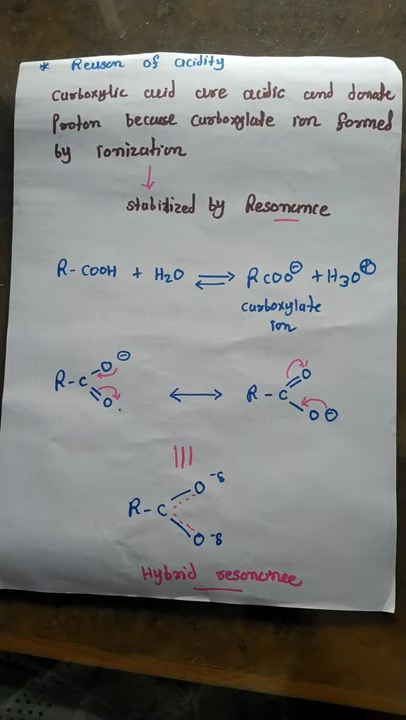 * Reason of acidity
Carboxylic acid are acidic and donate
Proton because carboxylate ion formed
by ionization
↓
stabilized by Resonance
R-COOH + H₂O ⇌ RCOO⊖ + H₃O⊕
carboxylate
ion
R-C O⊖ O ⟷ R-C O O⊖
|||
R-C O-δ O-δ
Hybrid resonance